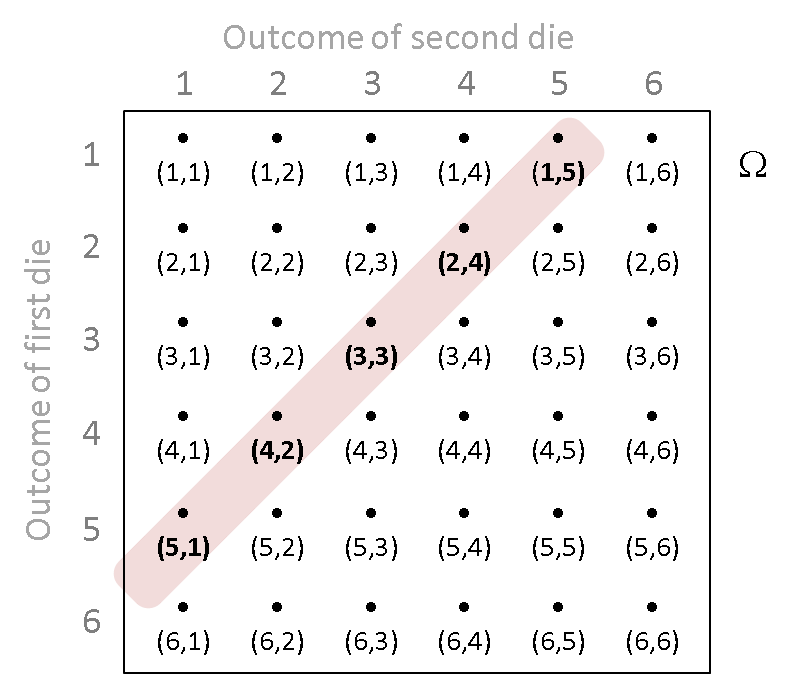 Outcome of second die
1 2 3 4 5 6
Ω
Outcome of first die
1 (1,1) (1,2) (1,3) (1,4) (1,5) (1,6)
2 (2,1) (2,2) (2,3) (2,4) (2,5) (2,6)
3 (3,1) (3,2) (3,3) (3,4) (3,5) (3,6)
4 (4,1) (4,2) (4,3) (4,4) (4,5) (4,6)
5 (5,1) (5,2) (5,3) (5,4) (5,5) (5,6)
6 (6,1) (6,2) (6,3) (6,4) (6,5) (6,6)